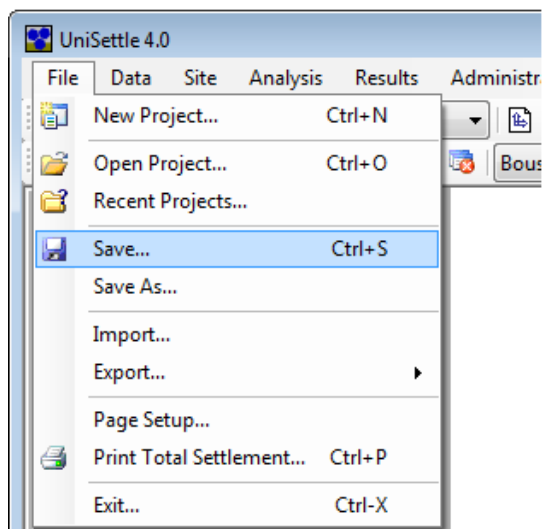 UniSettle 4.0
File Data Site Analysis Results Administr
New Project... Ctrl+N
Open Project... Ctrl+O
Bous
Recent Projects...
Save... Ctrl+S
Save As...
Import...
Export...
Page Setup...
Print Total Settlement... Ctrl+P
Exit... Ctrl-X